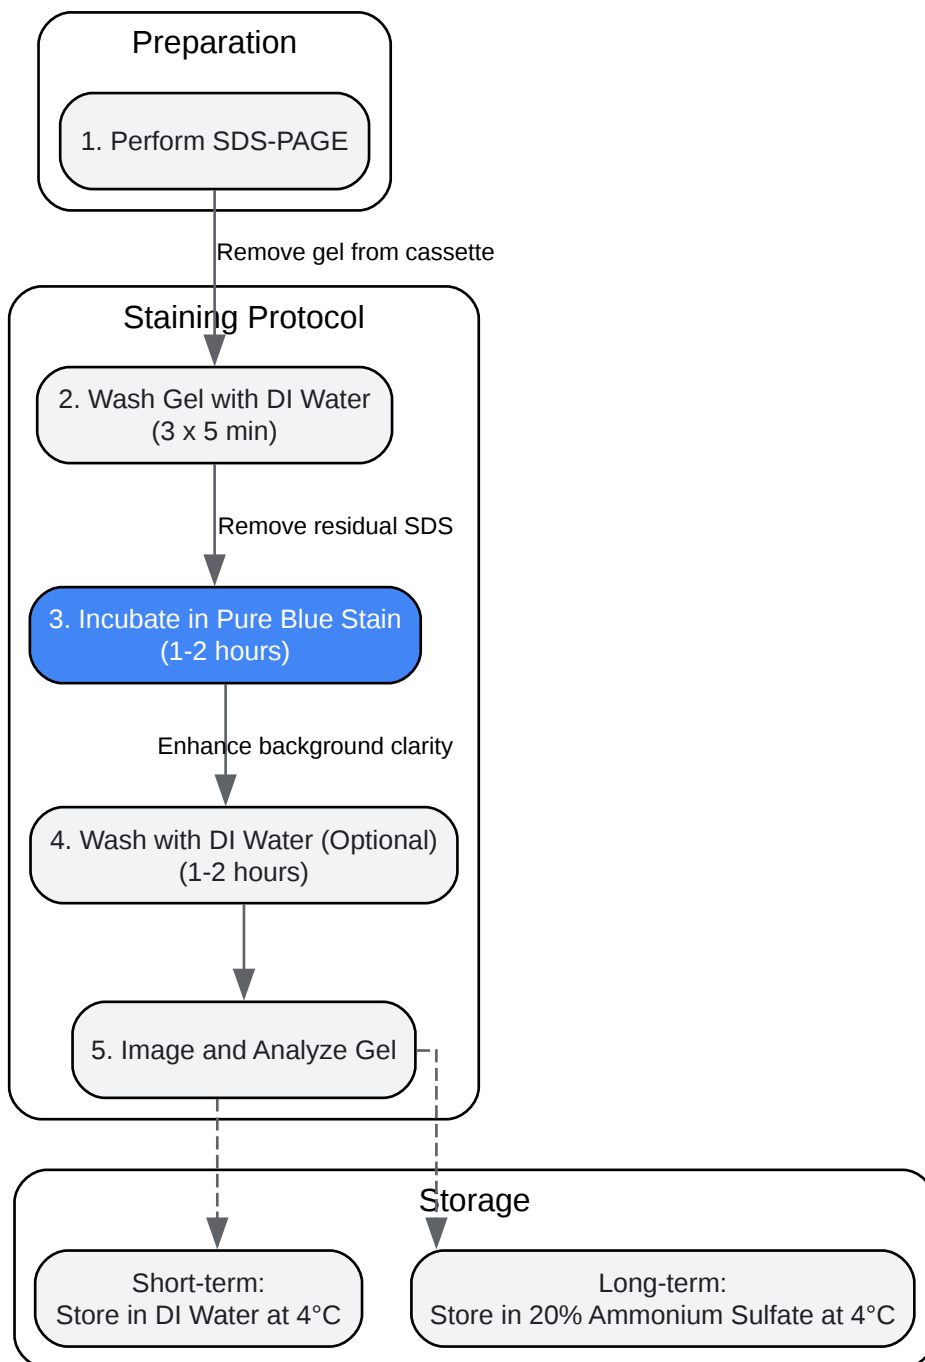 Preparation
1. Perform SDS-PAGE
Remove gel from cassette
Staining Protocol
2. Wash Gel with DI Water
(3 x 5 min)
Remove residual SDS
3. Incubate in Pure Blue Stain
(1-2 hours)
Enhance background clarity
4. Wash with DI Water (Optional)
(1-2 hours)
5. Image and Analyze Gel
Storage
Short-term:
Store in DI Water at 4°C
Long-term:
Store in 20% Ammonium Sulfate at 4°C